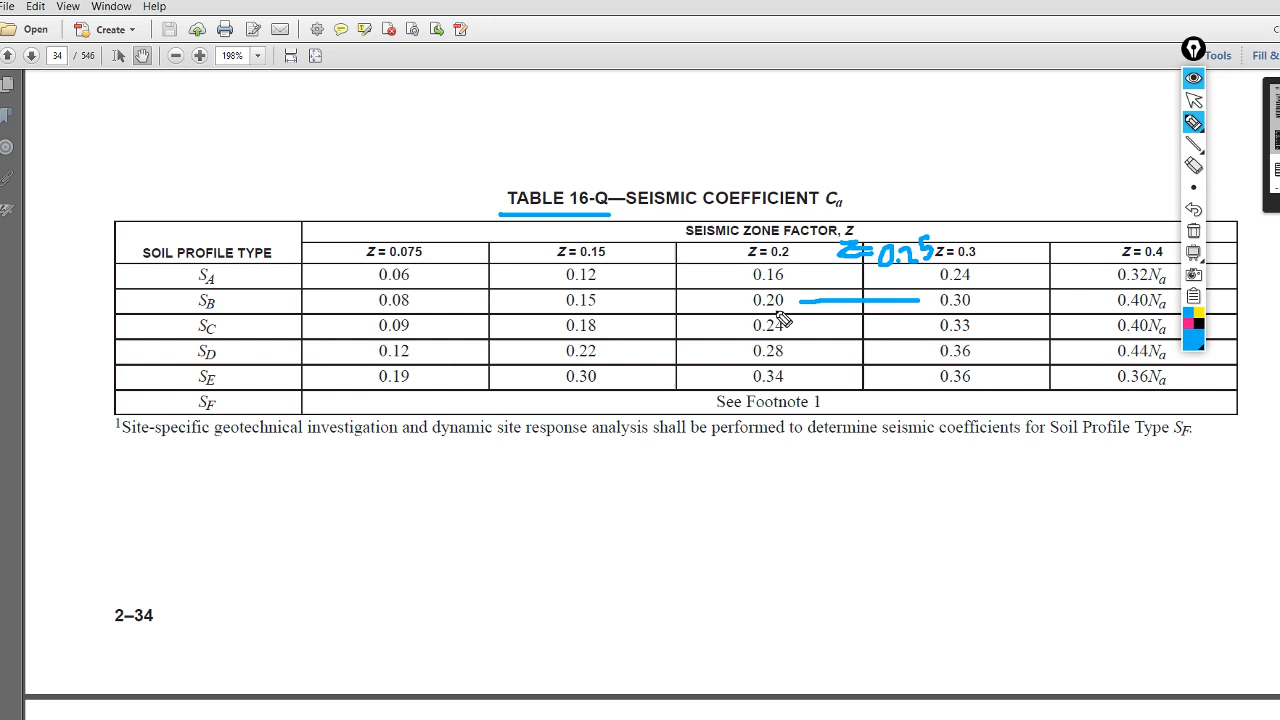 File Edit View Window Help
Open Create
34 / 546 198% Tools Fill &
TABLE 16-Q—SEISMIC COEFFICIENT Ca
SOIL PROFILE TYPE SEISMIC ZONE FACTOR, Z
Z = 0.075 Z = 0.15 Z = 0.2 Z = 0.25 Z = 0.3 Z = 0.4
SA 0.06 0.12 0.16 0.24 0.32Na
SB 0.08 0.15 0.20 0.30 0.40Na
SC 0.09 0.18 0.24 0.33 0.40Na
SD 0.12 0.22 0.28 0.36 0.44Na
SE 0.19 0.30 0.34 0.36 0.36Na
SF See Footnote 1
1Site-specific geotechnical investigation and dynamic site response analysis shall be performed to determine seismic coefficients for Soil Profile Type SF.
2–34